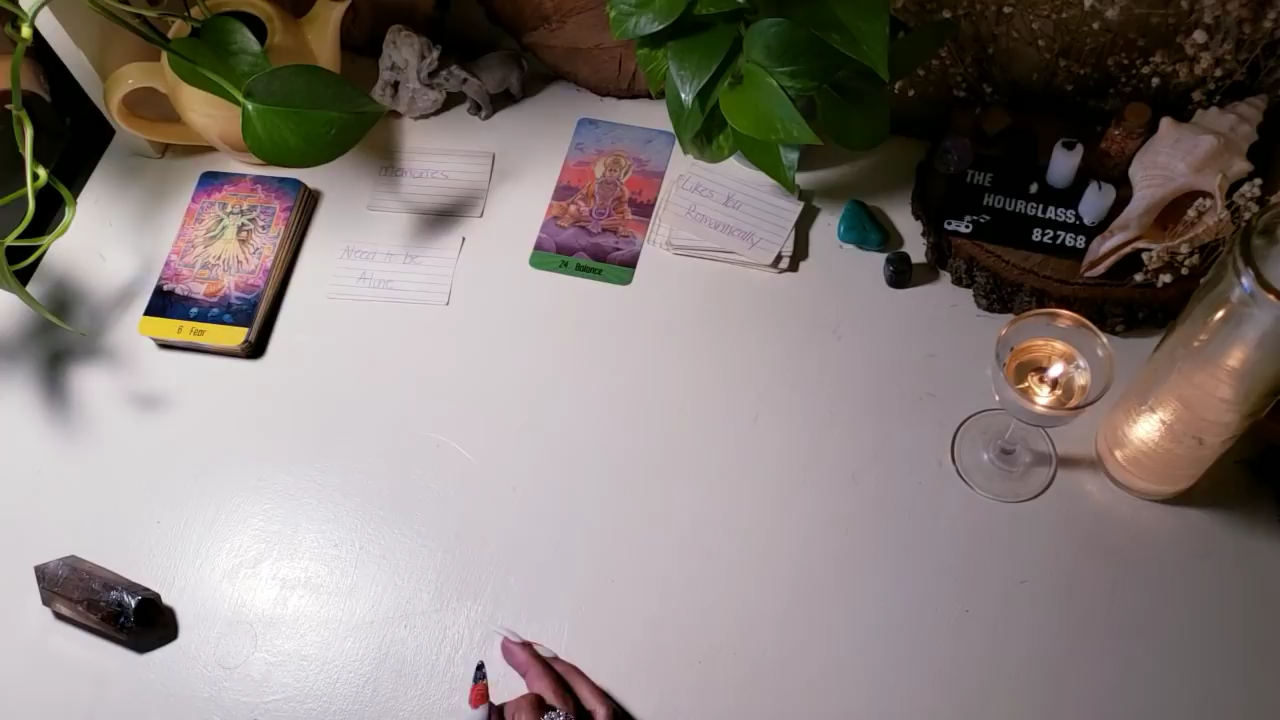 memories
Need to be
Alone
6 Fear
24 Balance
Likes You
Romantically
THE
HOURGLASS.
82768